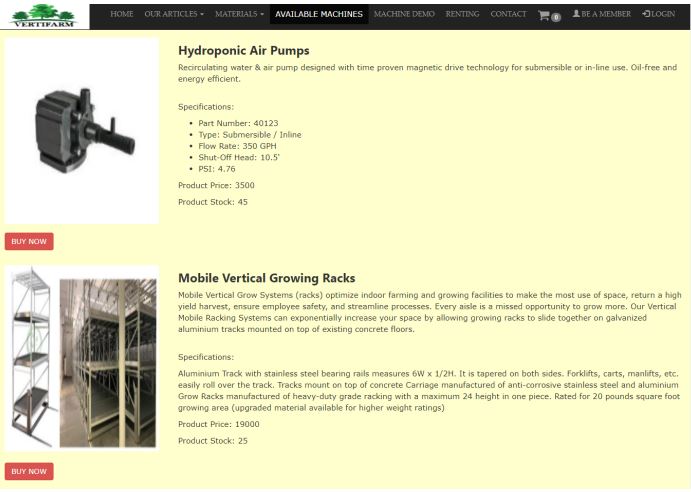 VERTIFARM
HOME OUR ARTICLES MATERIALS AVAILABLE MACHINES MACHINE DEMO RENTING CONTACT 0 BE A MEMBER LOGIN
Hydroponic Air Pumps
Recirculating water & air pump designed with time proven magnetic drive technology for submersible or in-line use. Oil-free and
energy efficient.
Specifications:
• Part Number: 40123
• Type: Submersible / Inline
• Flow Rate: 350 GPH
• Shut-Off Head: 10.5'
• PSI: 4.76
Product Price: 3500
Product Stock: 45
BUY NOW
Mobile Vertical Growing Racks
Mobile Vertical Grow Systems (racks) optimize indoor farming and growing facilities to make the most use of space, return a high
yield harvest, ensure employee safety, and streamline processes. Every aisle is a missed opportunity to grow more. Our Vertical
Mobile Racking Systems can exponentially increase your space by allowing growing racks to slide together on galvanized
aluminium tracks mounted on top of existing concrete floors.
Specifications:
Aluminium Track with stainless steel bearing rails measures 6W x 1/2H. It is tapered on both sides. Forklifts, carts, manlifts, etc.
easily roll over the track. Tracks mount on top of concrete Carriage manufactured of anti-corrosive stainless steel and aluminium
Grow Racks manufactured of heavy-duty grade racking with a maximum 24 height in one piece. Rated for 20 pounds square foot
growing area (upgraded material available for higher weight ratings)
Product Price: 19000
Product Stock: 25
BUY NOW